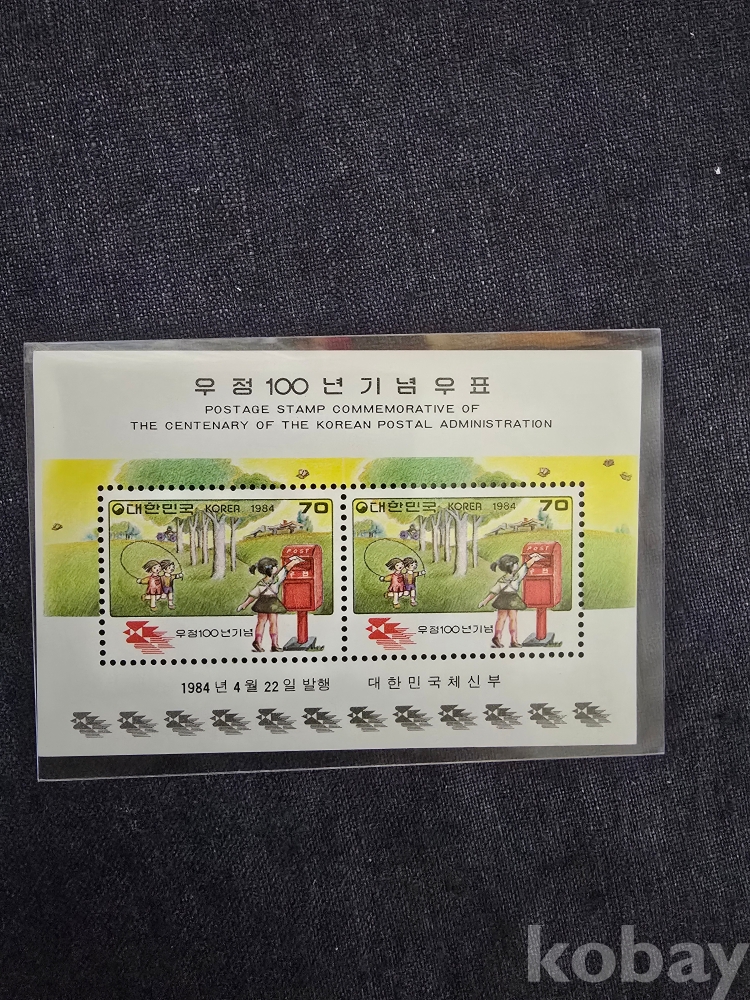 우정100년기념우표
POSTAGE STAMP COMMEMORATIVE OF
THE CENTENARY OF THE KOREAN POSTAL ADMINISTRATION
대한민국 KOREA 1984 70
POST
우정100년기념
대한민국 KOREA 1984 70
POST
우정100년기념
1984년 4월 22일 발행 대한민국체신부
kobay